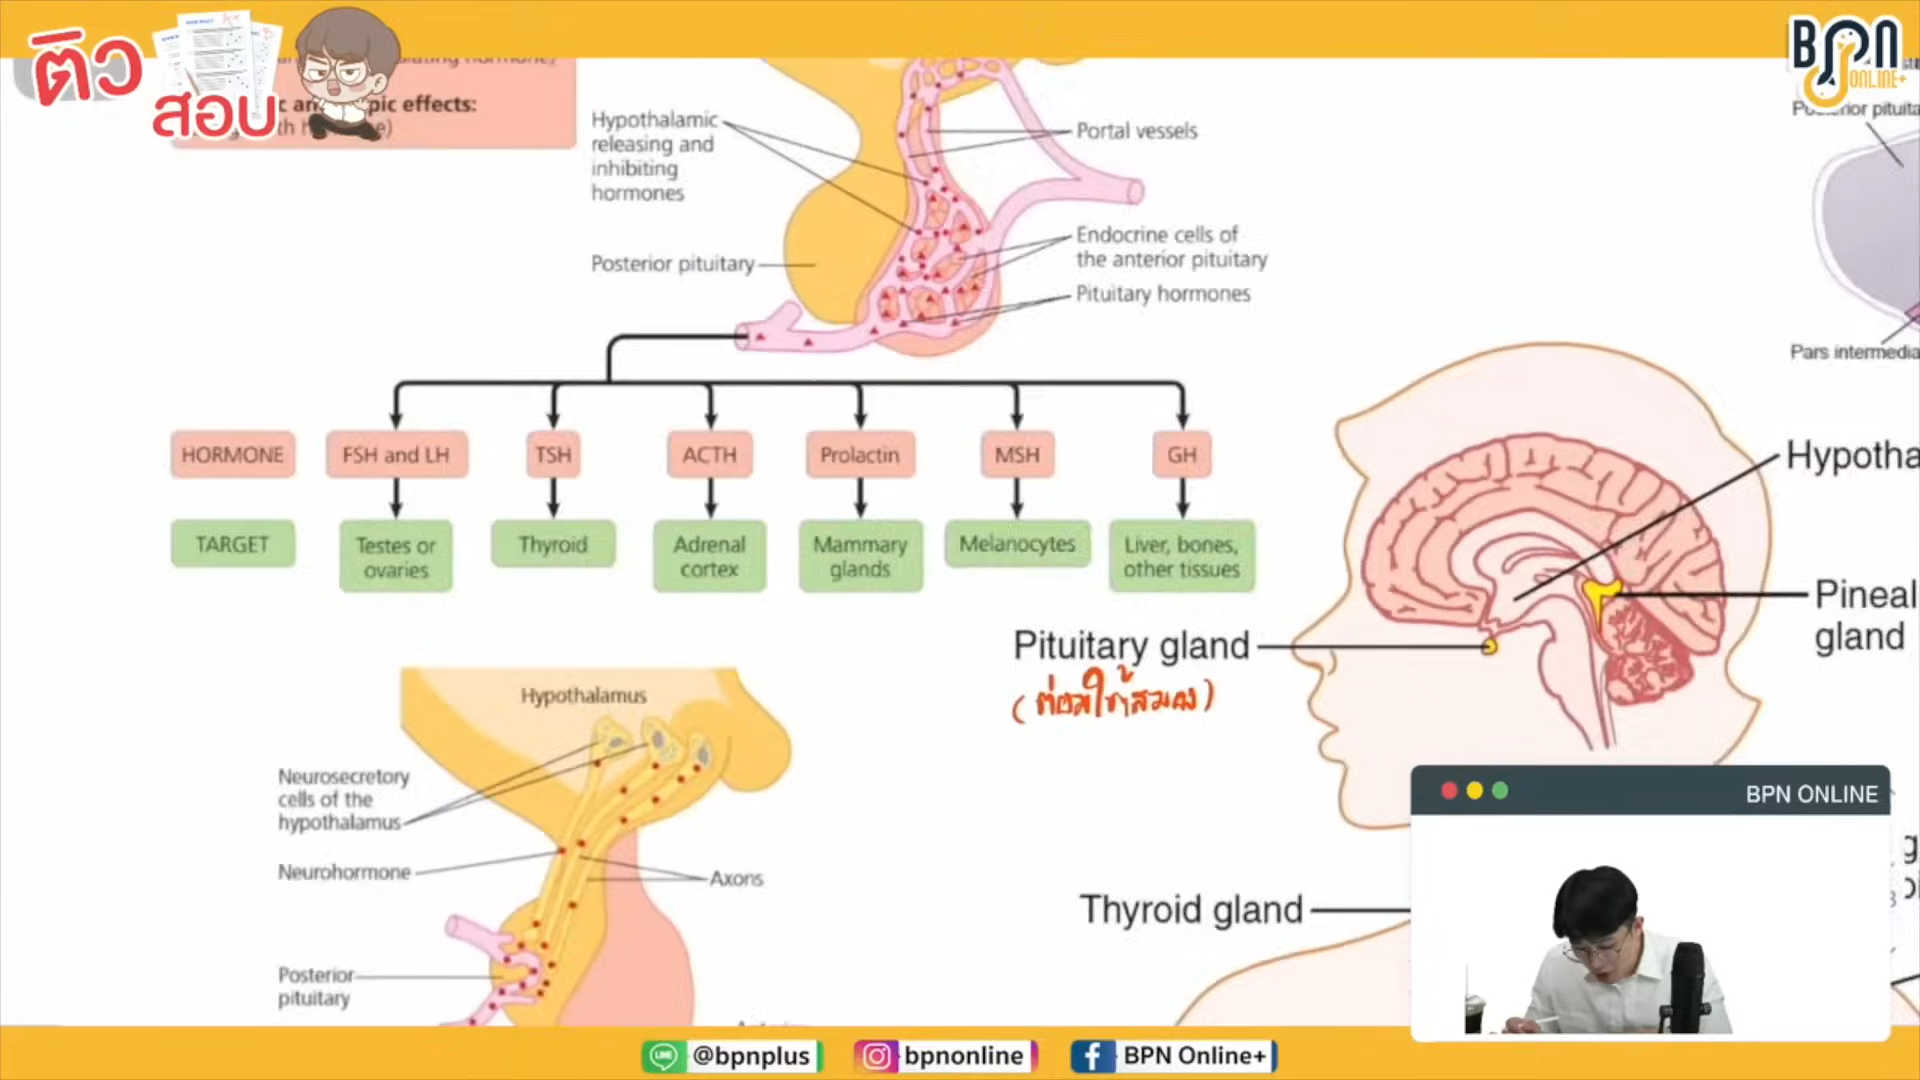 ติว
สอบ
BPN
ONLINE+
pic effects:
Hypothalamic
releasing and
inhibiting
hormones
Portal vessels
Posterior pituitary
Endocrine cells of
the anterior pituitary
Pituitary hormones
Pars intermedia
HORMONE
FSH and LH
TSH
ACTH
Prolactin
MSH
GH
TARGET
Testes or
ovaries
Thyroid
Adrenal
cortex
Mammary
glands
Melanocytes
Liver, bones,
other tissues
Hypotha
Pineal
gland
Pituitary gland
(ต่อมใต้สมอง)
Hypothalamus
Neurosecretory
cells of the
hypothalamus
Neurohormone
Axons
Posterior
pituitary
Thyroid gland
BPN ONLINE
LINE @bpnplus
bpnonline
BPN Online+